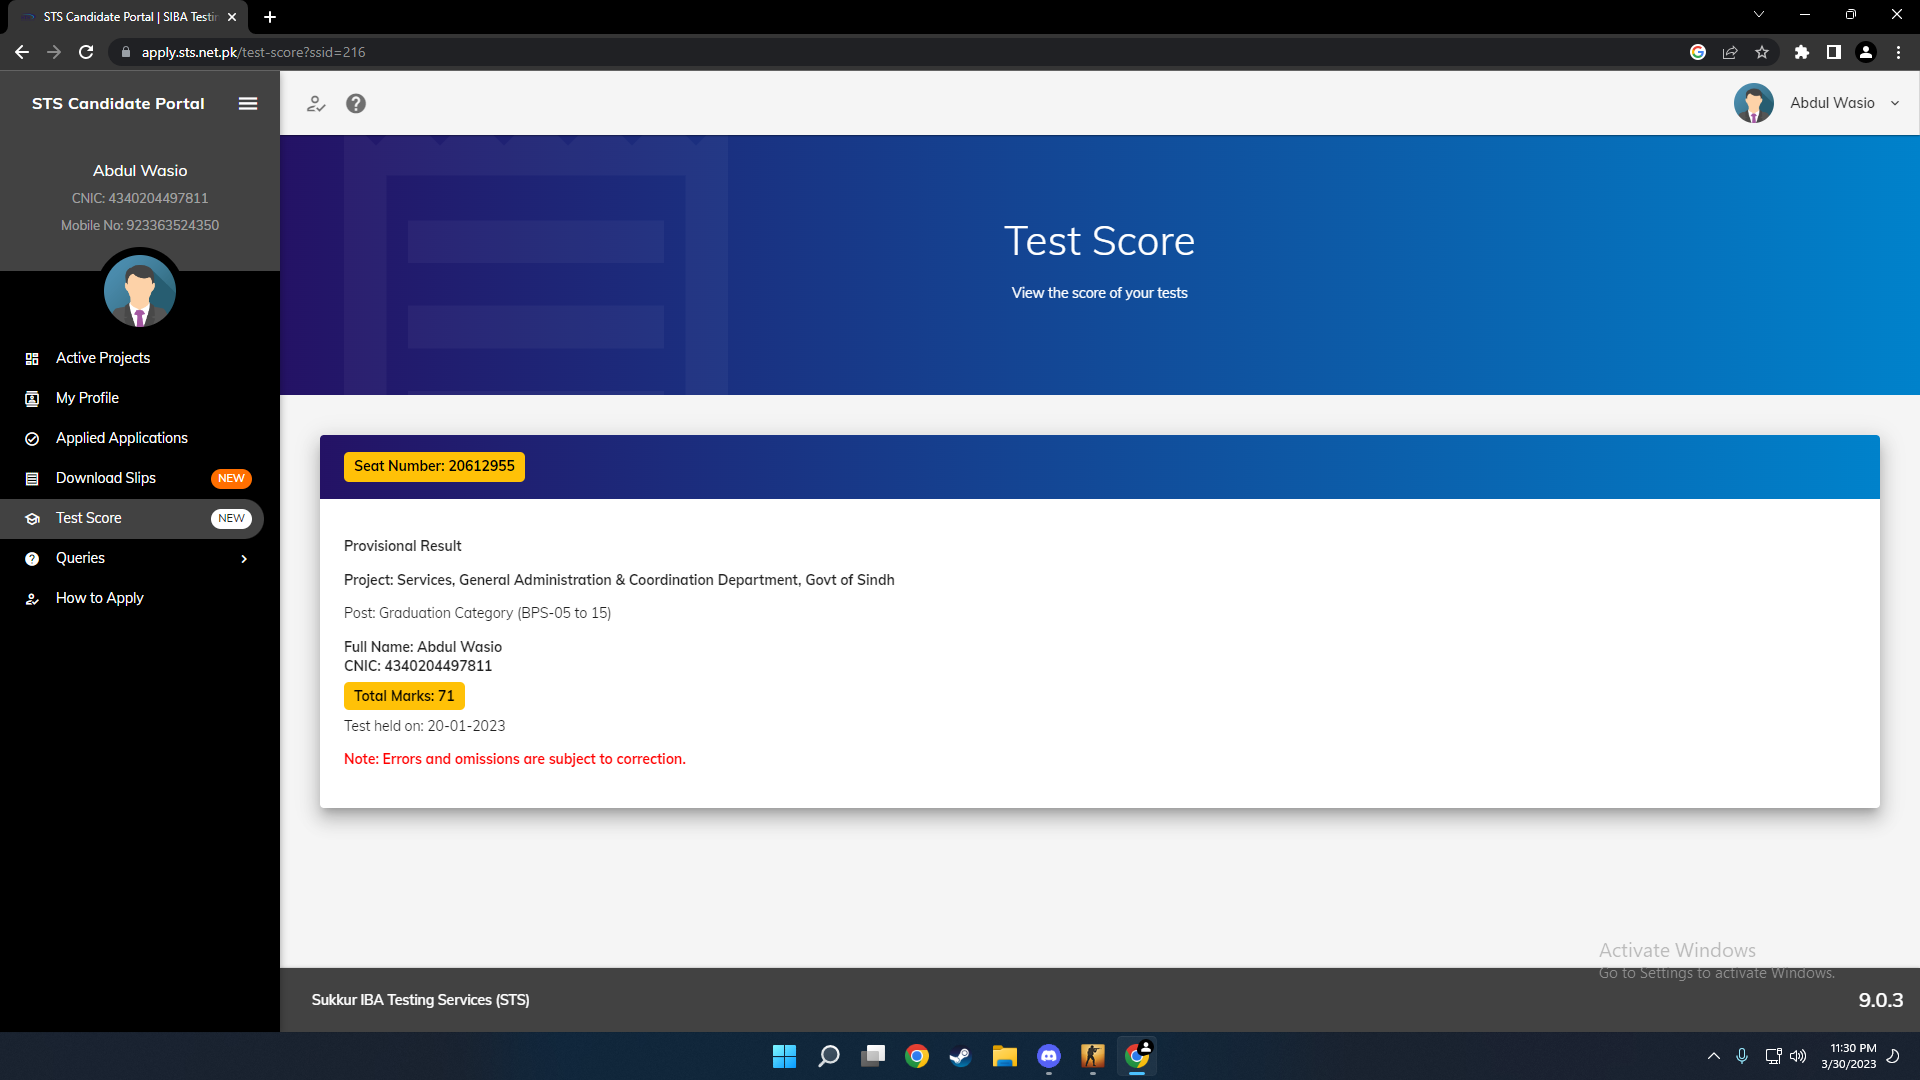 STS Candidate Portal | SIBA Testin
apply.sts.net.pk/test-score?ssid=216
STS Candidate Portal
Abdul Wasio
Abdul Wasio
CNIC: 4340204497811
Mobile No: 923363524350
Active Projects
My Profile
Applied Applications
Download Slips NEW
Test Score NEW
Queries
How to Apply
Test Score
View the score of your tests
Seat Number: 20612955
Provisional Result
Project: Services, General Administration & Coordination Department, Govt of Sindh
Post: Graduation Category (BPS-05 to 15)
Full Name: Abdul Wasio
CNIC: 4340204497811
Total Marks: 71
Test held on: 20-01-2023
Note: Errors and omissions are subject to correction.
Activate Windows
Go to Settings to activate Windows.
Sukkur IBA Testing Services (STS)
9.0.3
11:30 PM
3/30/2023